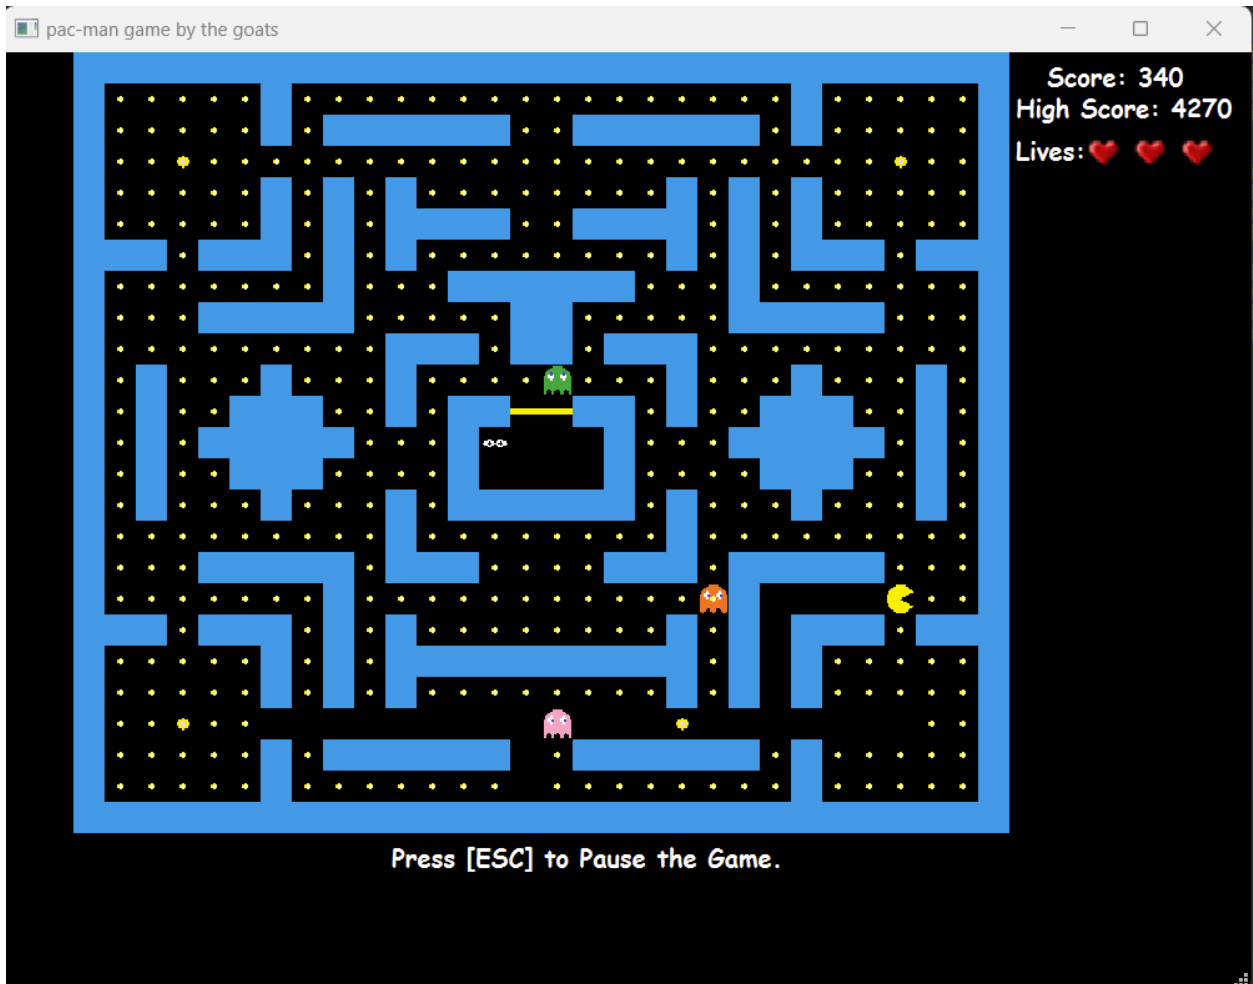 pac-man game by the goats
Score: 340
High Score: 4270
Lives:
Press [ESC] to Pause the Game.